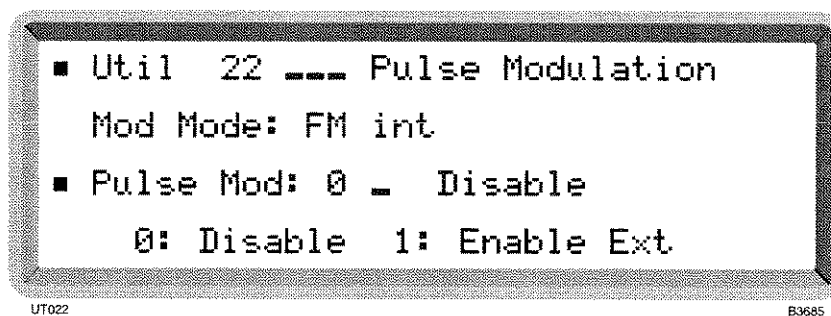 ▪ Util 22 ___ Pulse Modulation
Mod Mode: FM int
▪ Pulse Mod: 0 _ Disable
0: Disable 1: Enable Ext
UT022 B3685